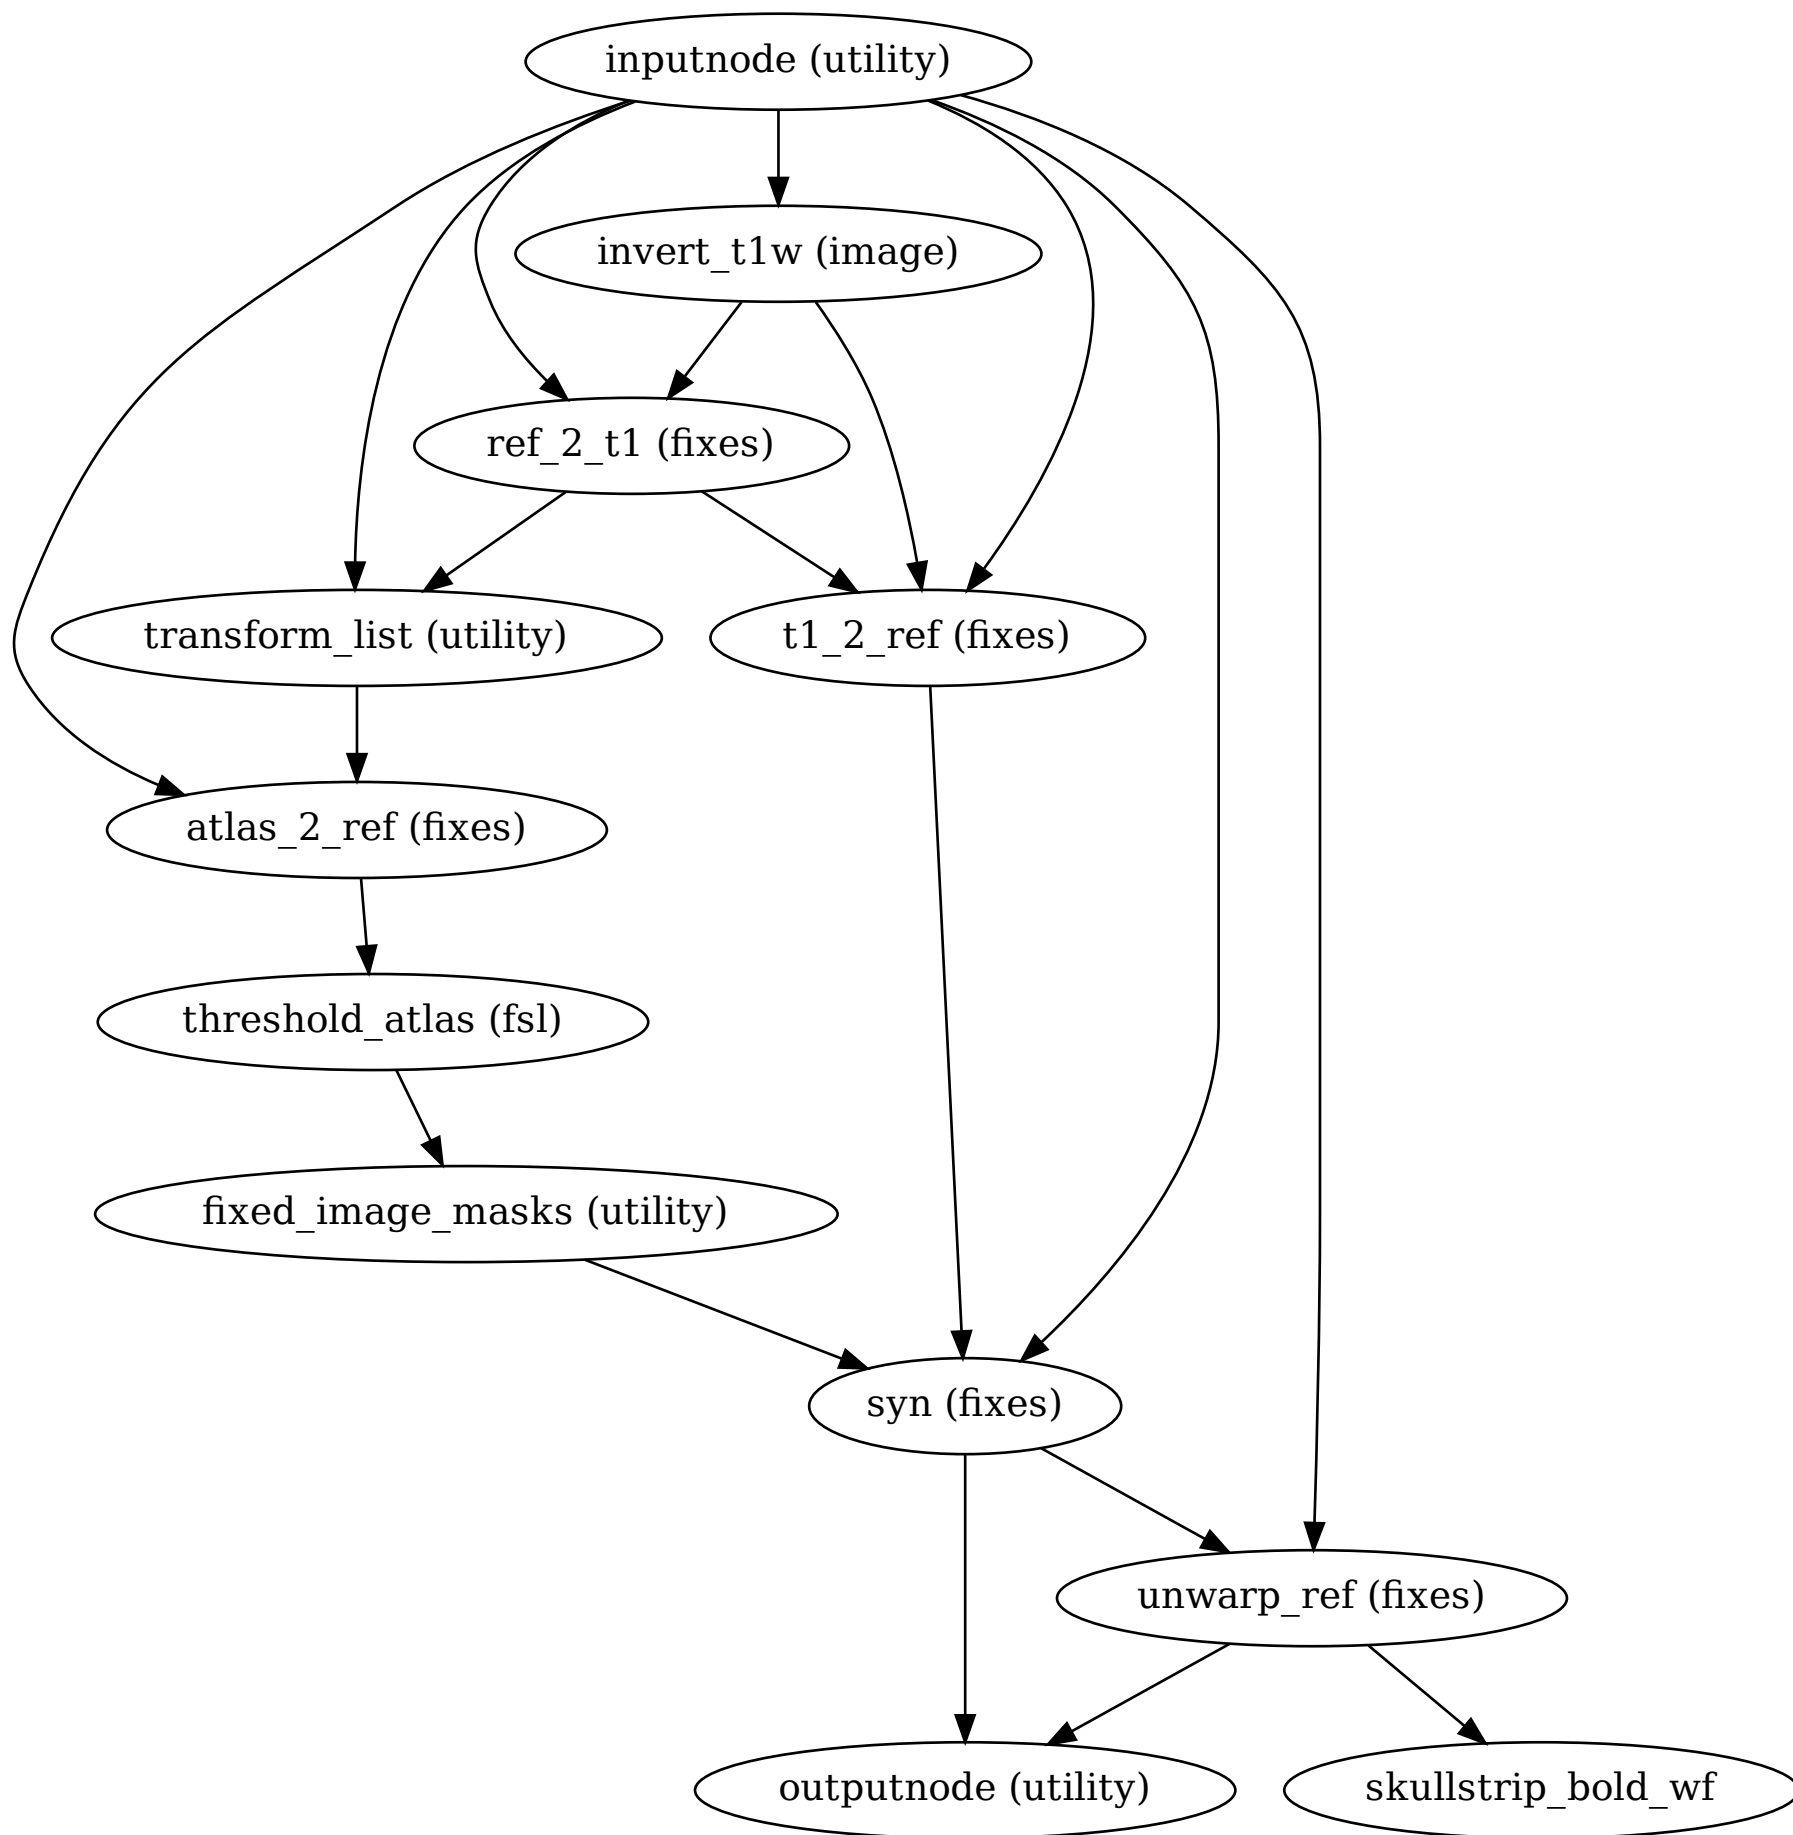 inputnode (utility)
invert_t1w (image)
ref_2_t1 (fixes)
transform_list (utility)
t1_2_ref (fixes)
atlas_2_ref (fixes)
threshold_atlas (fsl)
fixed_image_masks (utility)
syn (fixes)
unwarp_ref (fixes)
outputnode (utility)
skullstrip_bold_wf